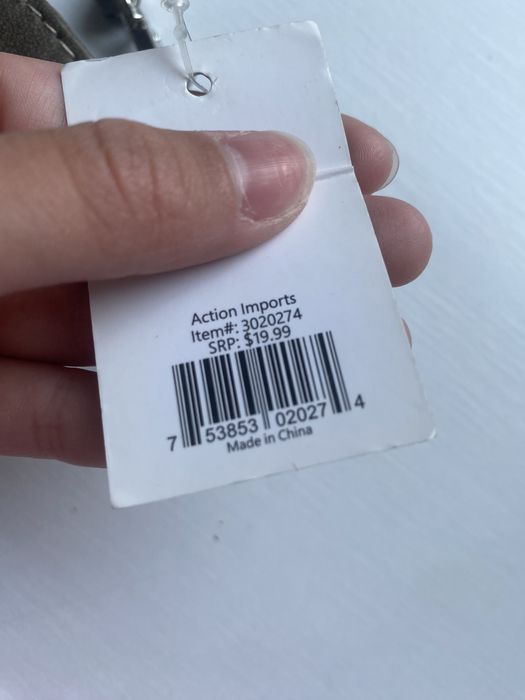 Action Imports
Item#: 3020274
SRP: $19.99
7 53853 02027 4
Made in China